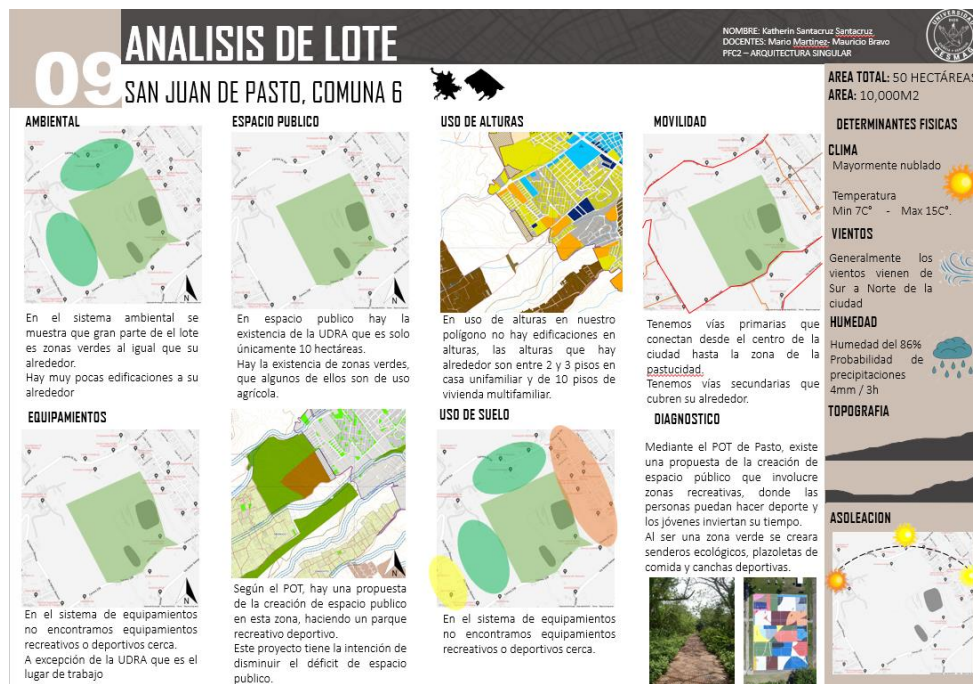 09
ANALISIS DE LOTE
SAN JUAN DE PASTO, COMUNA 6
NOMBRE: Katherin Santacruz Santacruz
DOCENTES: Mario Martinez- Mauricio Bravo
PFC2 – ARQUITECTURA SINGULAR
UNIVERSIDAD
CESMAG
AMBIENTAL
En el sistema ambiental se
muestra que gran parte de el lote
es zonas verdes al igual que su
alrededor.
Hay muy pocas edificaciones a su
alrededor
ESPACIO PUBLICO
En espacio publico hay la
existencia de la UDRA que es solo
únicamente 10 hectáreas.
Hay la existencia de zonas verdes,
que algunos de ellos son de uso
agrícola.
USO DE ALTURAS
En uso de alturas en nuestro
polígono no hay edificaciones en
alturas, las alturas que hay
alrededor son entre 2 y 3 pisos en
casa unifamiliar y de 10 pisos de
vivienda multifamiliar.
MOVILIDAD
Tenemos vías primarias que
conectan desde el centro de la
ciudad hasta la zona de la
pastucidad.
Tenemos vías secundarias que
cubren su alrededor.
EQUIPAMIENTOS
En el sistema de equipamientos
no encontramos equipamientos
recreativos o deportivos cerca.
A excepción de la UDRA que es el
lugar de trabajo
Según el POT, hay una propuesta
de la creación de espacio publico
en esta zona, haciendo un parque
recreativo deportivo.
Este proyecto tiene la intención de
disminuir el déficit de espacio
publico.
USO DE SUELO
En el sistema de equipamientos
no encontramos equipamientos
recreativos o deportivos cerca.
DIAGNOSTICO
Mediante el POT de Pasto, existe
una propuesta de la creación de
espacio público que involucre
zonas recreativas, donde las
personas puedan hacer deporte y
los jóvenes inviertan su tiempo.
Al ser una zona verde se creara
senderos ecológicos, plazoletas de
comida y canchas deportivas.
AREA TOTAL: 50 HECTÁREAS
AREA: 10,000M2
DETERMINANTES FISICAS
CLIMA
Mayormente nublado
Temperatura
Min 7C° - Max 15C°.
VIENTOS
Generalmente los
vientos vienen de
Sur a Norte de la
ciudad
HUMEDAD
Humedad del 86%
Probabilidad de
precipitaciones
4mm / 3h
TOPOGRAFIA
ASOLEACION